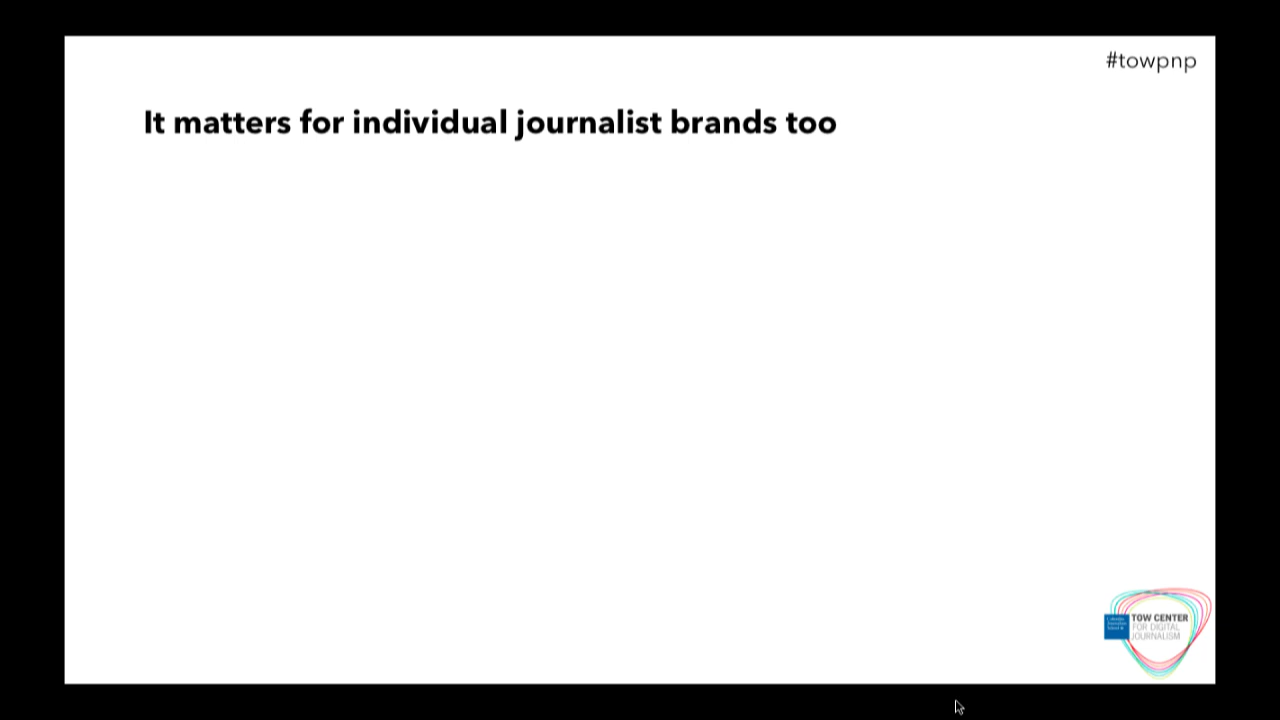 #towpnp
It matters for individual journalist brands too
TOW CENTER
FOR DIGITAL
JOURNALISM